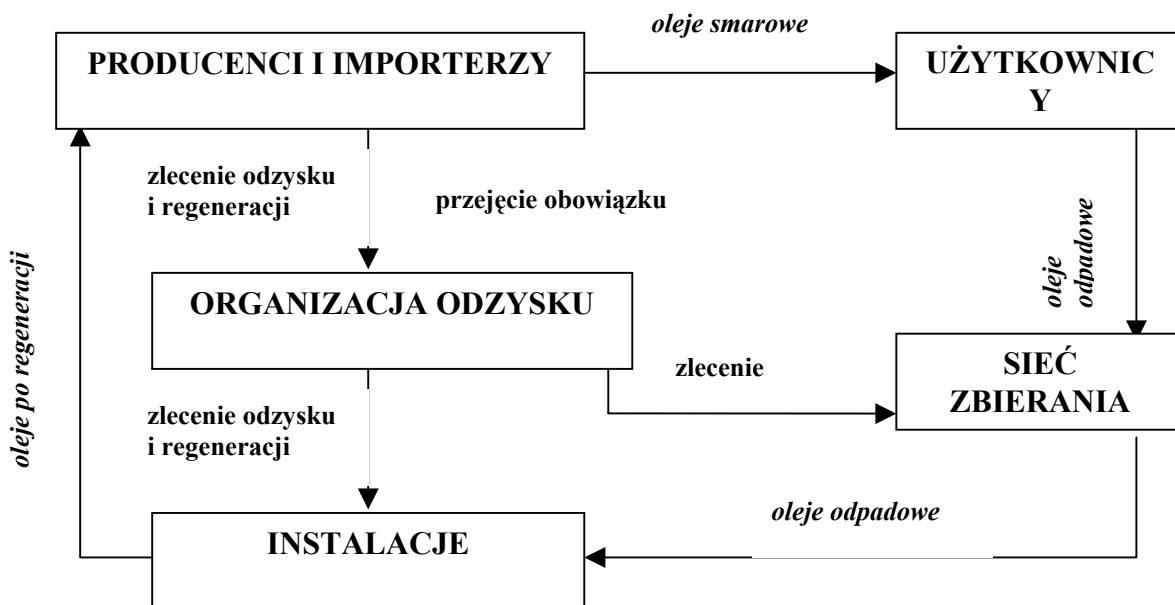 oleje smarowe
PRODUCENCI I IMPORTERZY
UŻYTKOWNIC
Y
zlecenie odzysku
i regeneracji
przejęcie obowiązku
oleje
odpadowe
oleje po regeneracji
ORGANIZACJA ODZYSKU
zlecenie
SIEĆ
ZBIERANIA
zlecenie odzysku
i regeneracji
oleje odpadowe
INSTALACJE